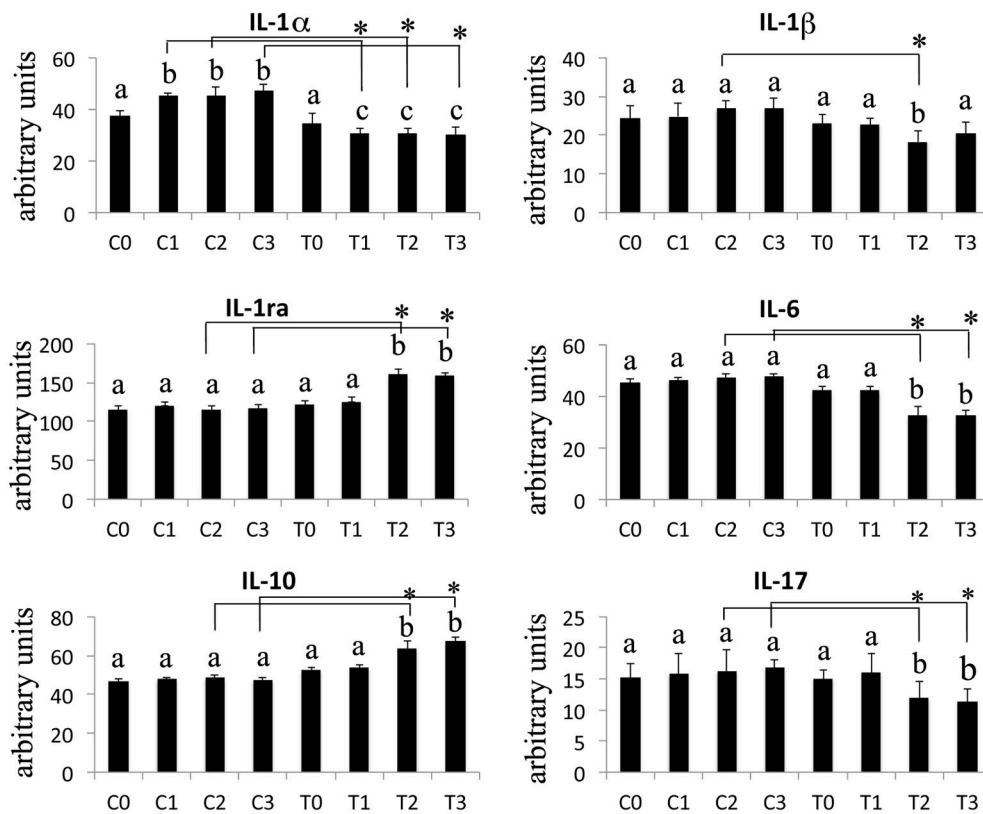 IL-1α
* * *
arbitrary units
60
40
20
0
a b b b a c c c
C0 C1 C2 C3 T0 T1 T2 T3
IL-1β
*
arbitrary units
40
30
20
10
0
a a a a a a b a
C0 C1 C2 C3 T0 T1 T2 T3
IL-1ra
* *
arbitrary units
200
150
100
50
0
a a a a a a b b
C0 C1 C2 C3 T0 T1 T2 T3
IL-6
* *
arbitrary units
60
40
20
0
a a a a a a b b
C0 C1 C2 C3 T0 T1 T2 T3
IL-10
* *
arbitrary units
80
60
40
20
0
a a a a a a b b
C0 C1 C2 C3 T0 T1 T2 T3
IL-17
* *
arbitrary units
25
20
15
10
5
0
a a a a a a b b
C0 C1 C2 C3 T0 T1 T2 T3